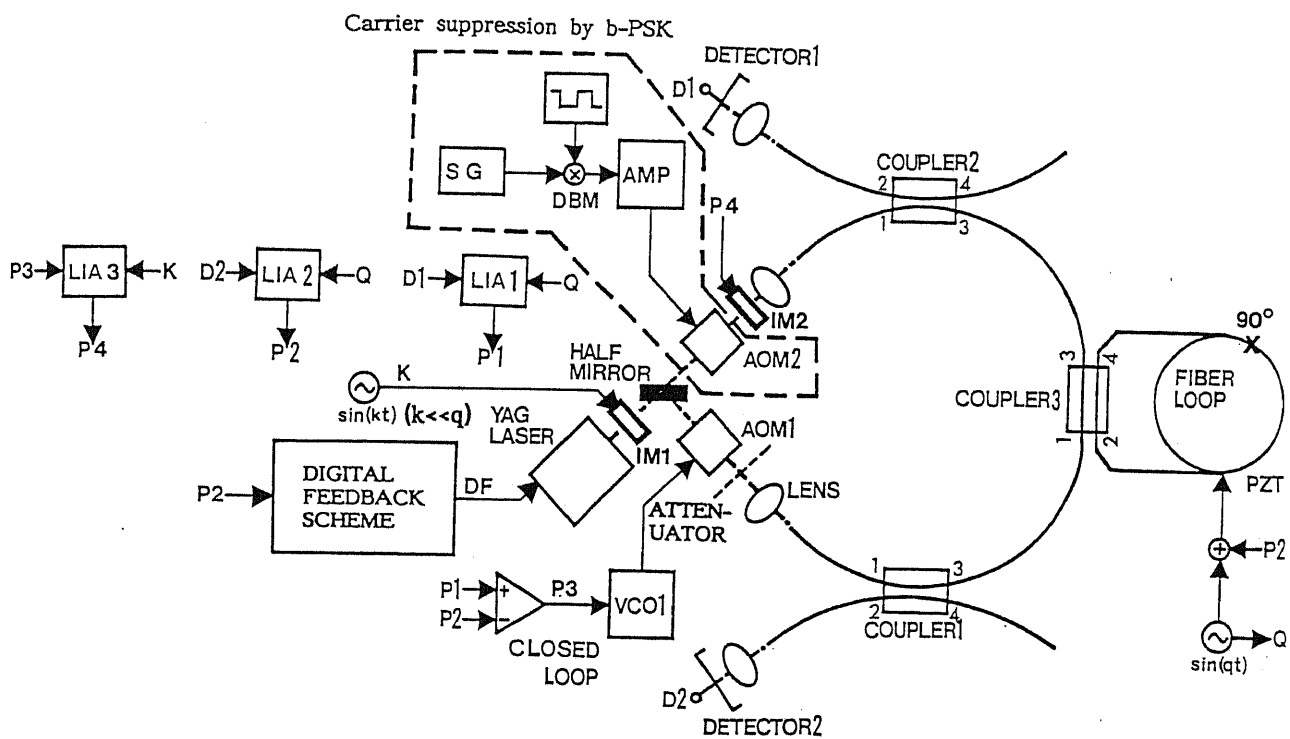 Carrier suppression by b-PSK
DETECTOR1
D1
SG
DBM
AMP
COUPLER2
2
4
1
3
P4
P3
LIA 3
K
P4
D2
LIA 2
Q
P2
D1
LIA 1
Q
P1
IM2
AOM2
HALF
MIRROR
K
sin(kt) (k<<q)
YAG
LASER
IM1
AOM1
90°
X
3
4
COUPLER3
1
2
FIBER
LOOP
PZT
P2
DIGITAL
FEEDBACK
SCHEME
DF
ATTEN-
UATOR
LENS
P1
+
P2
-
P3
VCO1
CLOSED
LOOP
1
3
2
4
COUPLER1
+
P2
Q
sin(qt)
D2
DETECTOR2